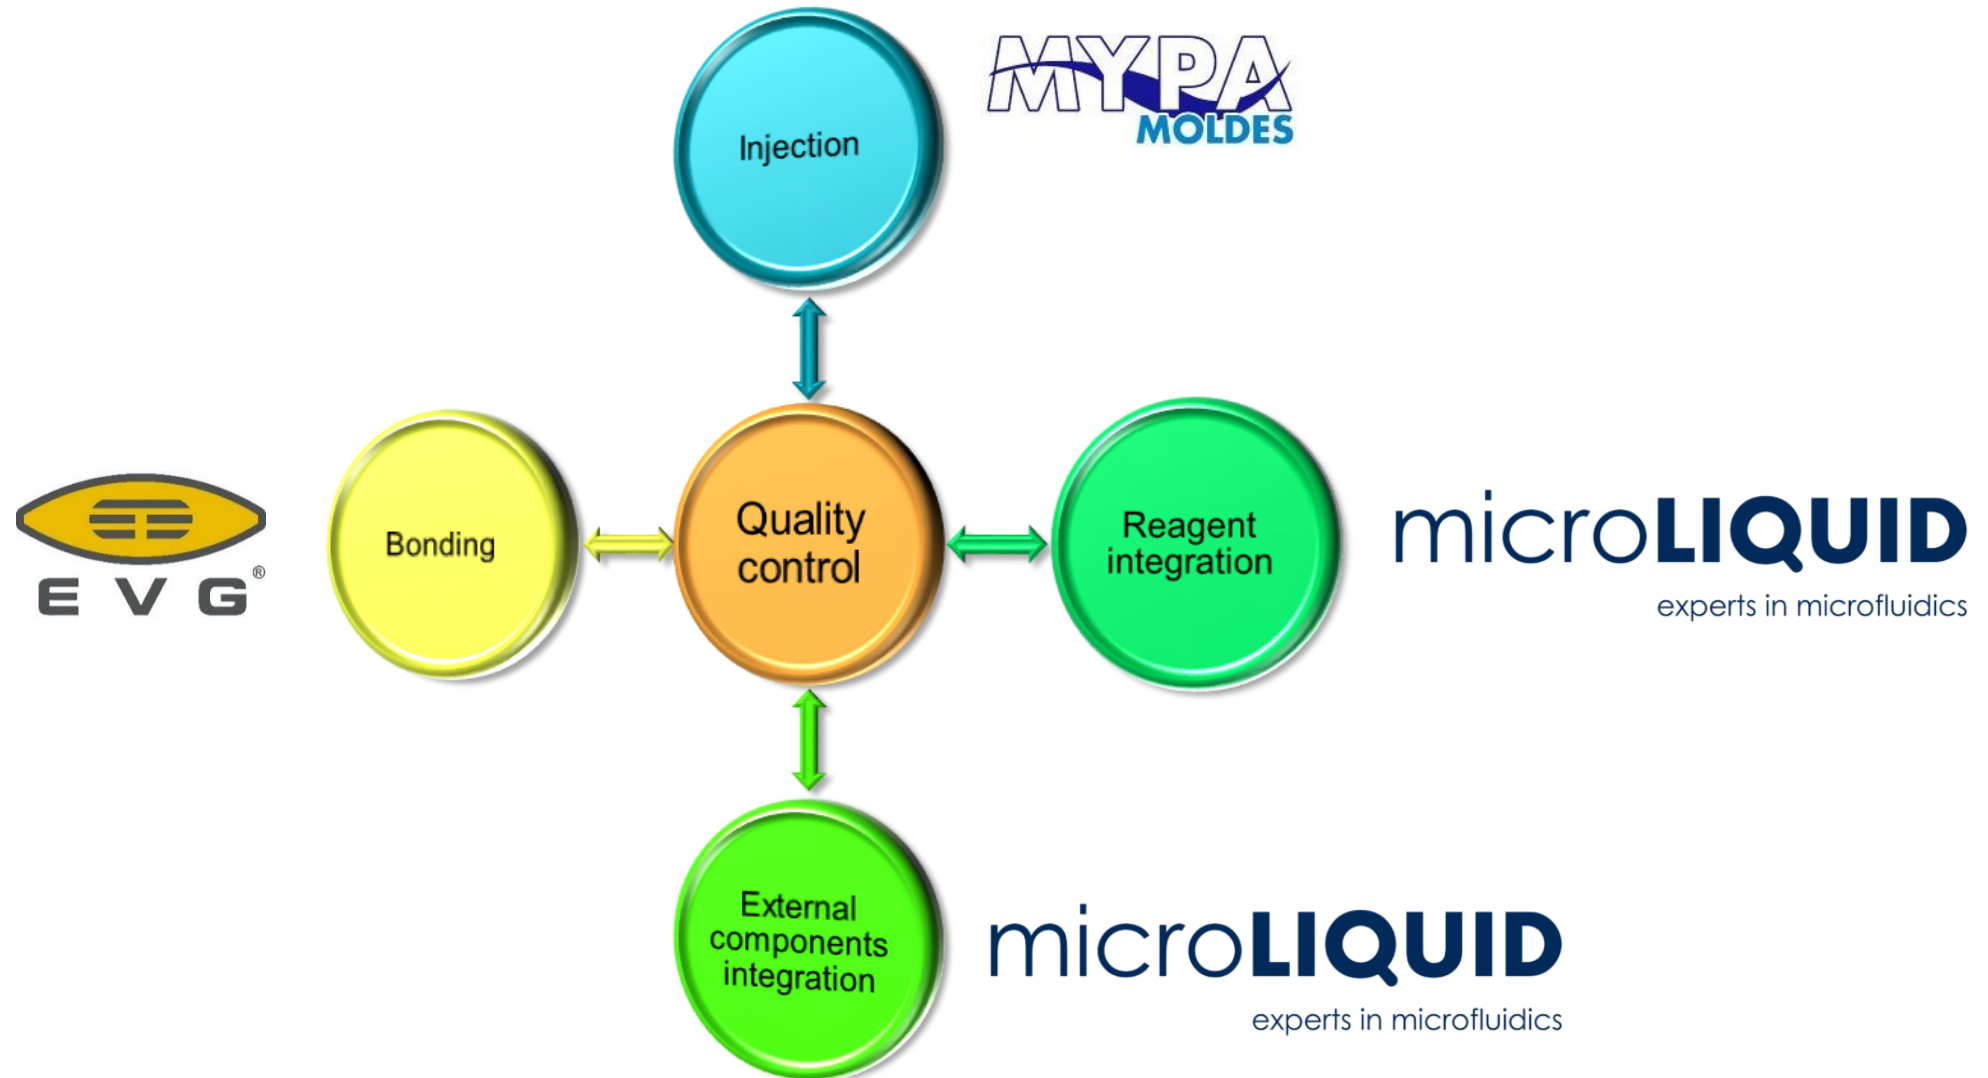 MYPA
MOLDES
Injection
EVG®
Bonding
Quality
control
Reagent
integration
microLIQUID
experts in microfluidics
External
components
integration
microLIQUID
experts in microfluidics